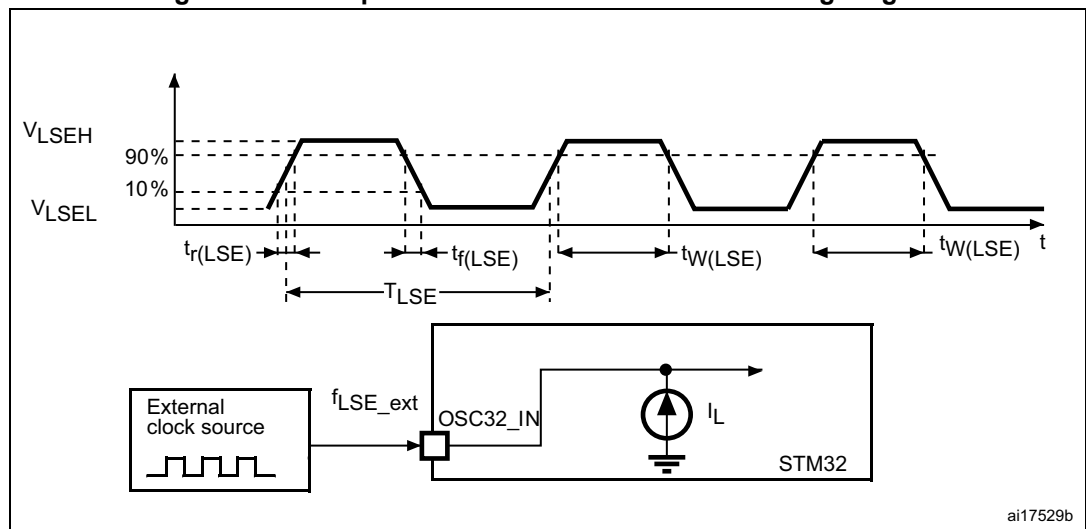 VLSEH
90%
10%
VLSEL
tr(LSE)
tf(LSE)
tW(LSE)
tW(LSE)
t
TLSE
External
clock source
fLSE_ext
OSC32_IN
IL
STM32
ai17529b